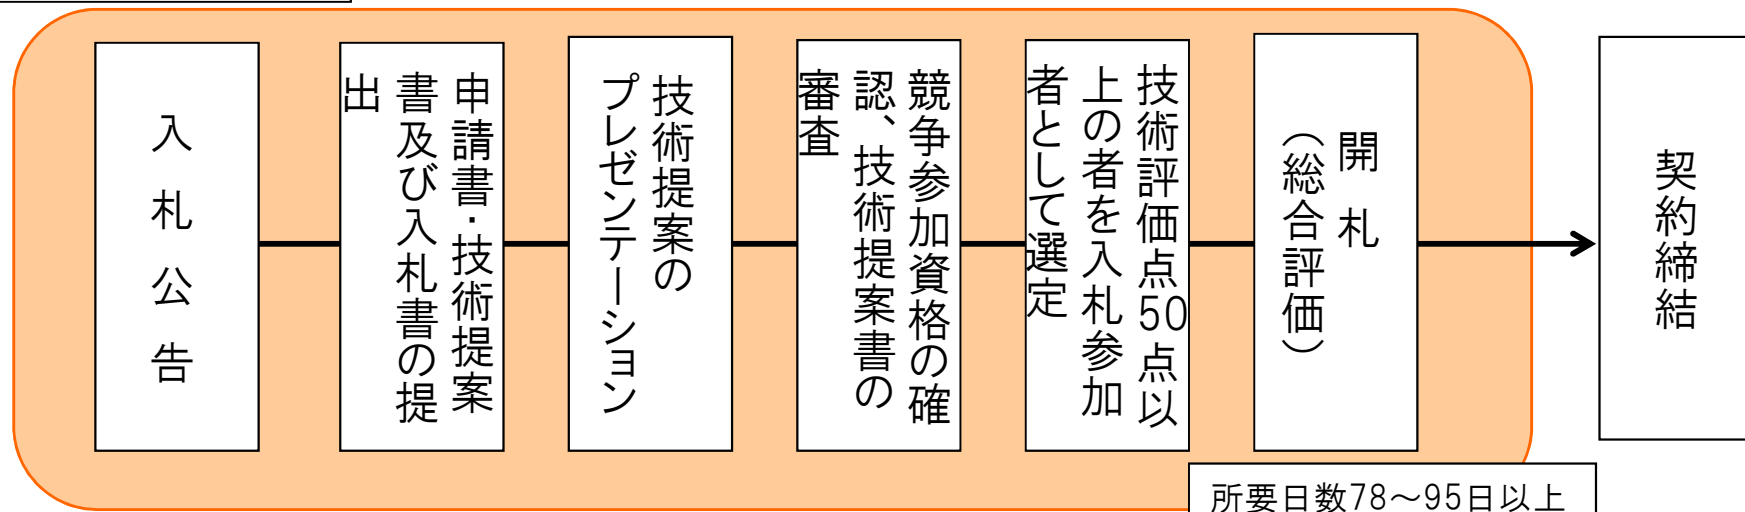 入札公告
申請書・技術提案
書及び入札書の提
出
技術提案の
プレゼンテーション
競争参加資格の確
認、技術提案書の
審査
技術評価点50点以
上の者を入札参加
者として選定
開札
（総合評価）
契約締結
所要日数78～95日以上